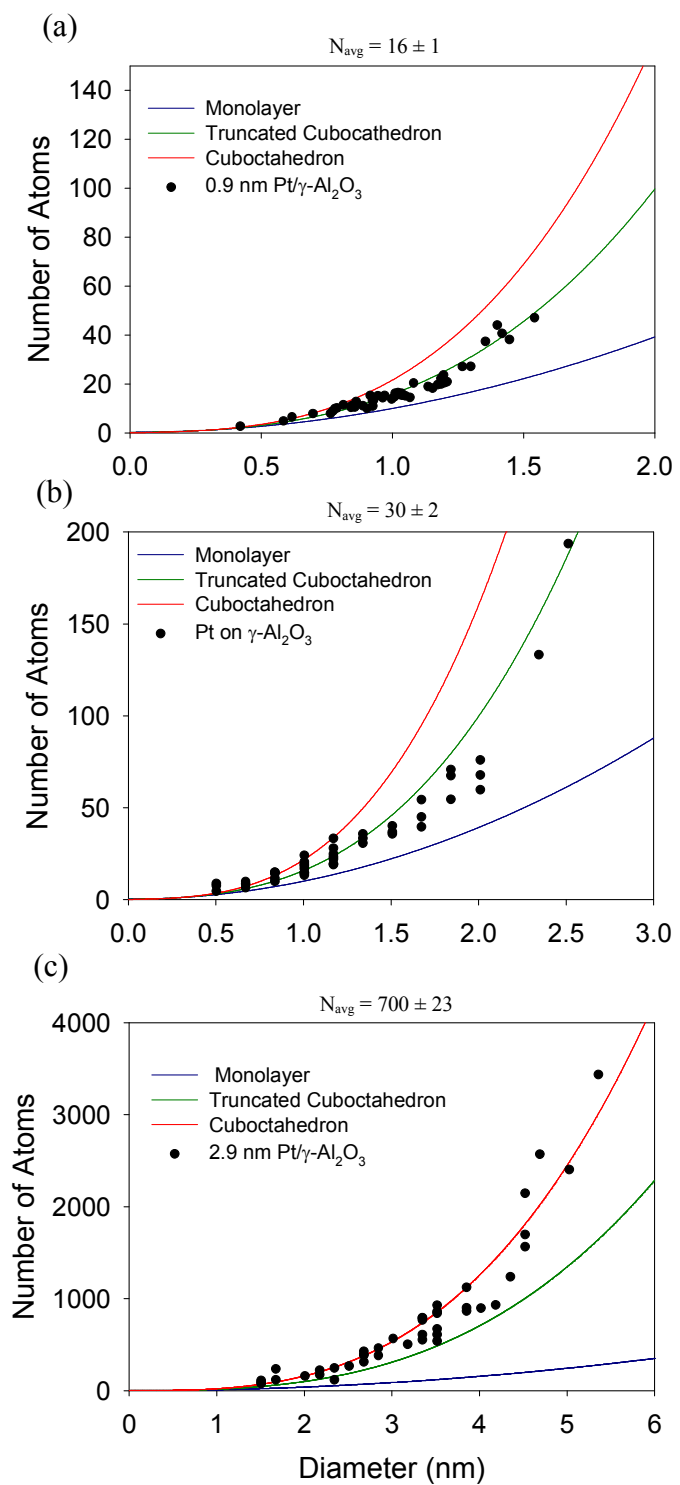 (a)
N_avg = 16 ± 1
140
120
100
80
60
40
20
0
Number of Atoms
Monolayer
Truncated Cubocathedron
Cuboctahedron
0.9 nm Pt/γ-Al₂O₃
0.0 0.5 1.0 1.5 2.0
(b)
N_avg = 30 ± 2
200
150
100
50
0
Number of Atoms
Monolayer
Truncated Cuboctahedron
Cuboctahedron
Pt on γ-Al₂O₃
0.0 0.5 1.0 1.5 2.0 2.5 3.0
(c)
N_avg = 700 ± 23
4000
3000
2000
1000
0
Number of Atoms
Monolayer
Truncated Cuboctahedron
Cuboctahedron
2.9 nm Pt/γ-Al₂O₃
0 1 2 3 4 5 6
Diameter (nm)